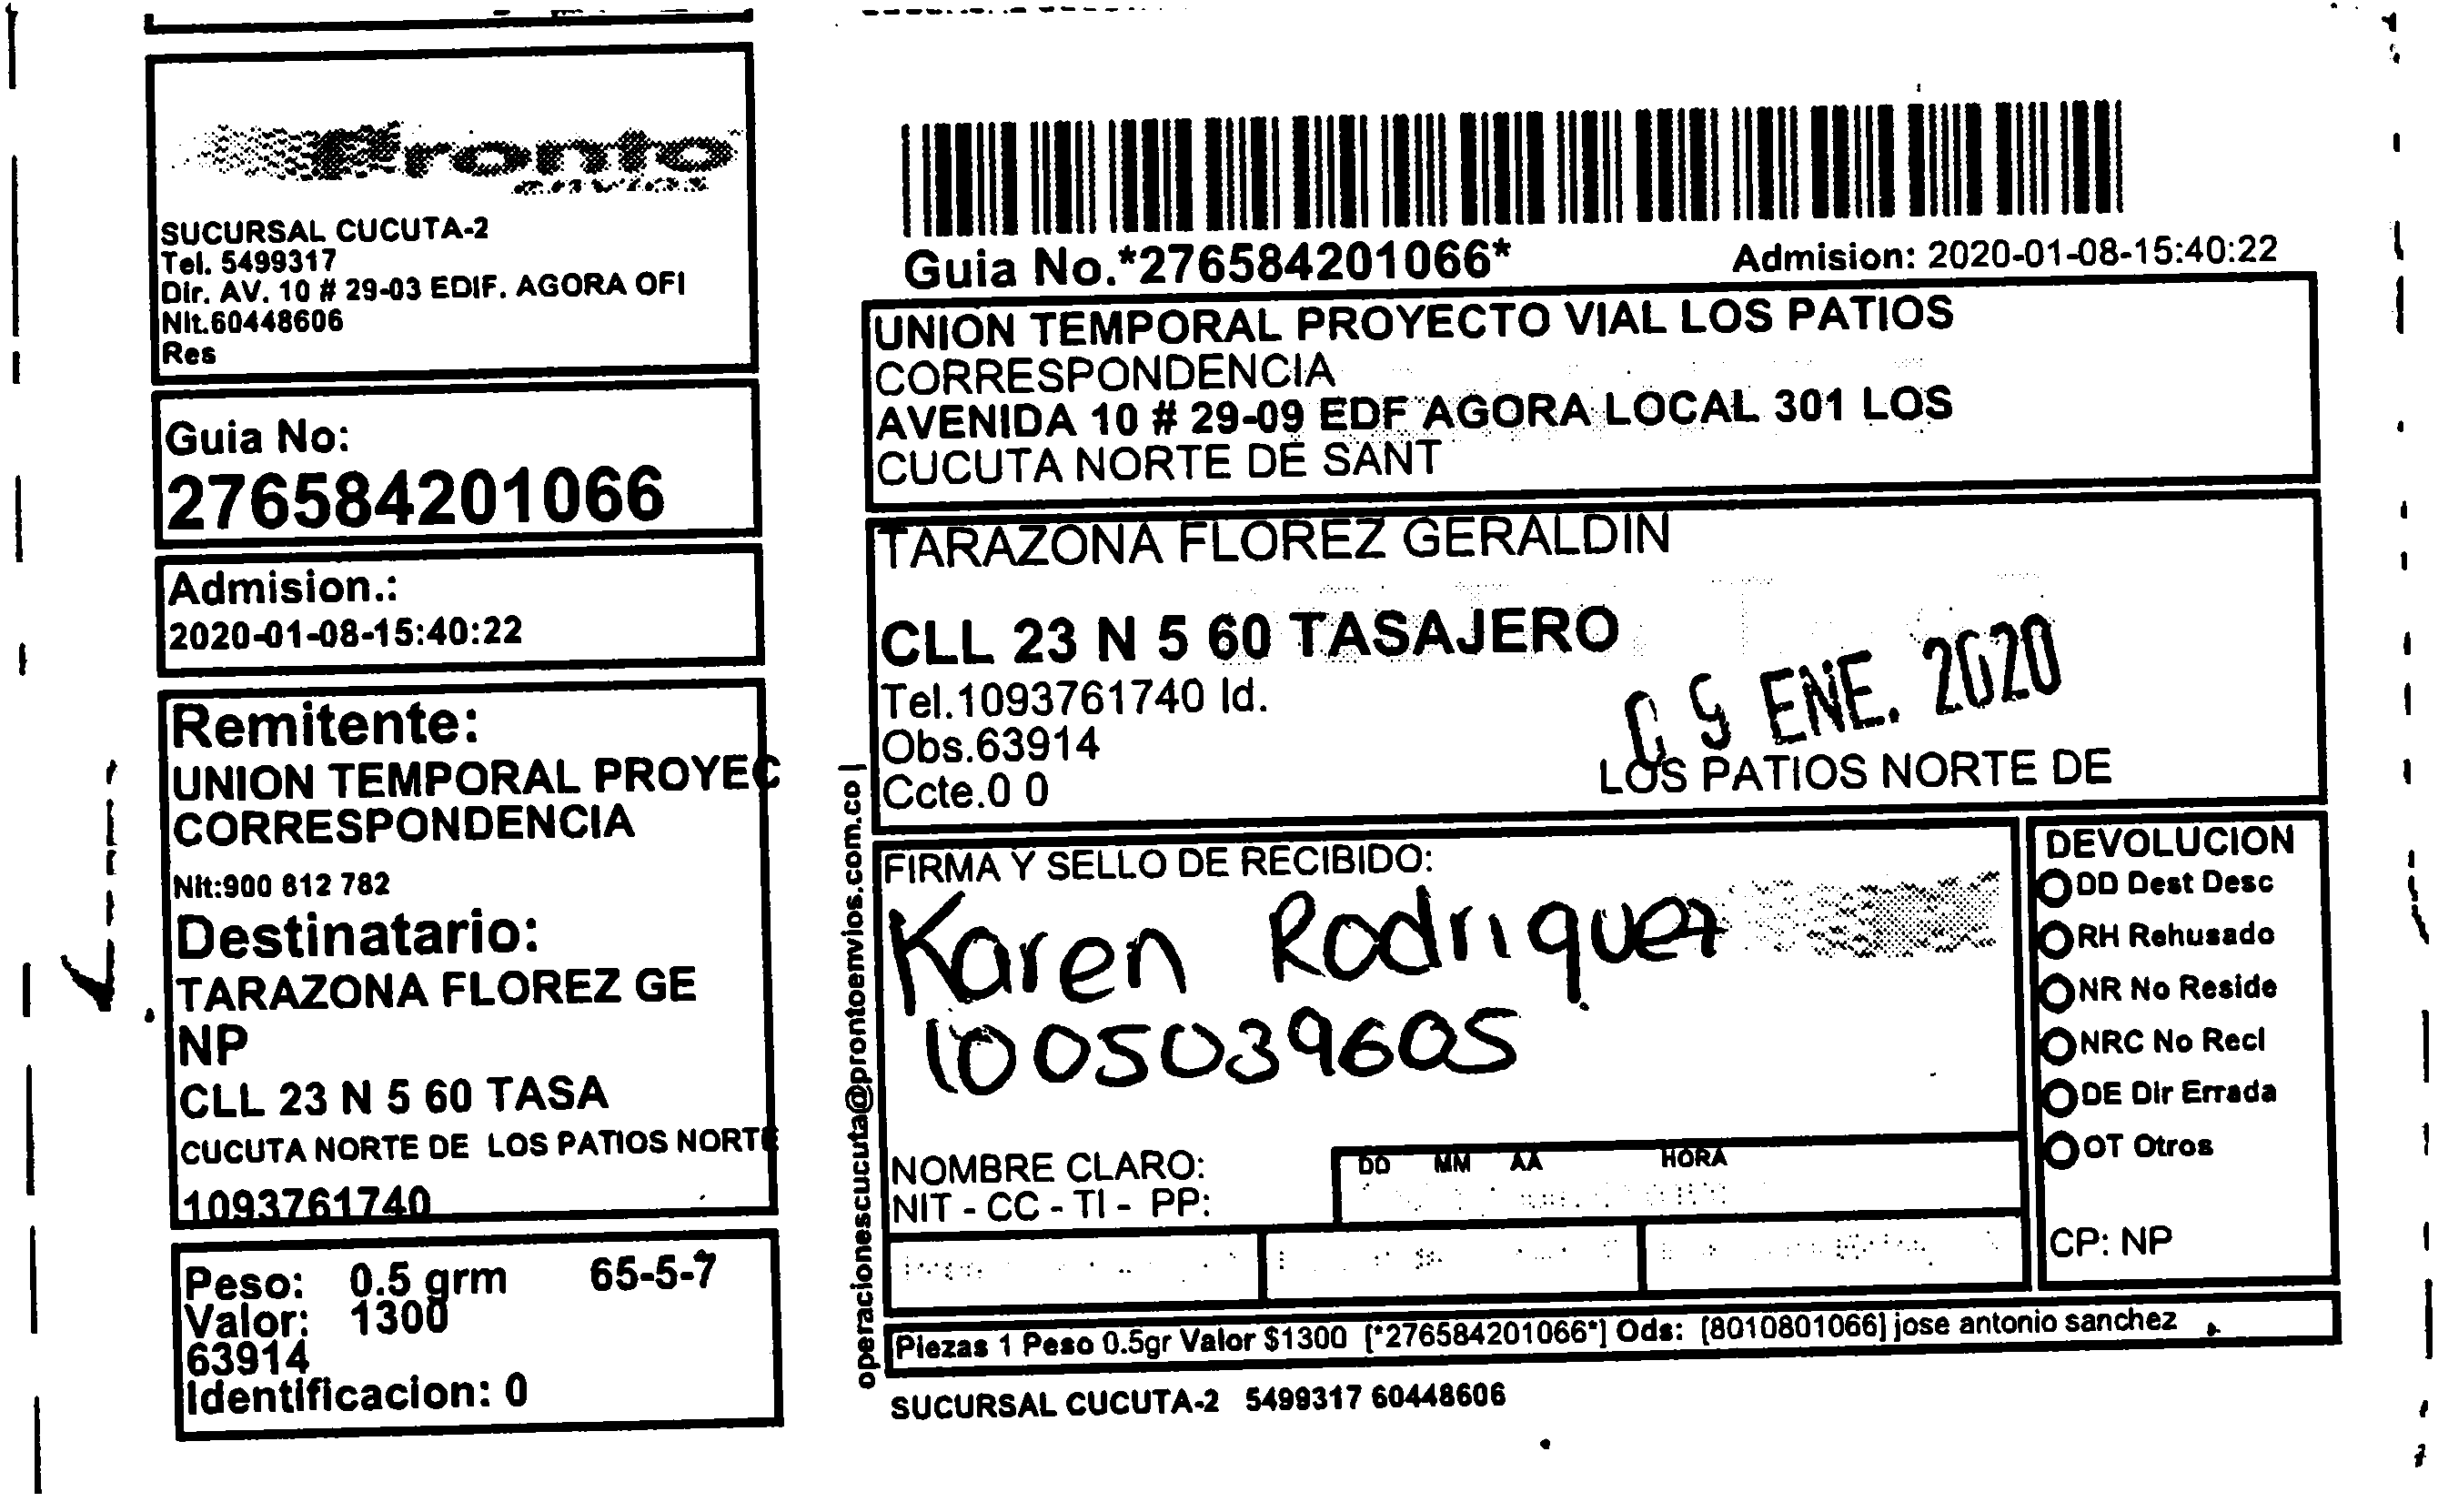 Pronto
envios
SUCURSAL CUCUTA-2
Tel. 5499317
Dir. AV. 10 # 29-03 EDIF. AGORA OFI
Nit.60448606
Res
Guia No:
276584201066
Admision.:
2020-01-08-15:40:22
Remitente:
UNION TEMPORAL PROYEC
CORRESPONDENCIA
Nit:900 812 782
Destinatario:
TARAZONA FLOREZ GE
NP
CLL 23 N 5 60 TASA
CUCUTA NORTE DE LOS PATIOS NORTE
1093761740
Peso: 0.5 grm 65-5-7
Valor: 1300
63914
Identificacion: 0
operacionescucuta@prontoenvios.com.co |
Guia No.*276584201066* Admision: 2020-01-08-15:40:22
UNION TEMPORAL PROYECTO VIAL LOS PATIOS
CORRESPONDENCIA
AVENIDA 10 # 29-09 EDF AGORA LOCAL 301 LOS
CUCUTA NORTE DE SANT
TARAZONA FLOREZ GERALDIN
CLL 23 N 5 60 TASAJERO
Tel.1093761740 Id.
09 ENE. 2020
Obs.63914
Ccte.0 0 LOS PATIOS NORTE DE
FIRMA Y SELLO DE RECIBIDO:
Karen Rodriguez
1005039605
NOMBRE CLARO:
NIT - CC - TI - PP:
DD MM AA HORA
DEVOLUCION
DD Dest Desc
RH Rehusado
NR No Reside
NRC No Recl
DE Dir Errada
OT Otros
CP: NP
Piezas 1 Peso 0.5gr Valor $1300 [*276584201066*] Ods: [8010801066] jose antonio sanchez
SUCURSAL CUCUTA-2 5499317 60448606